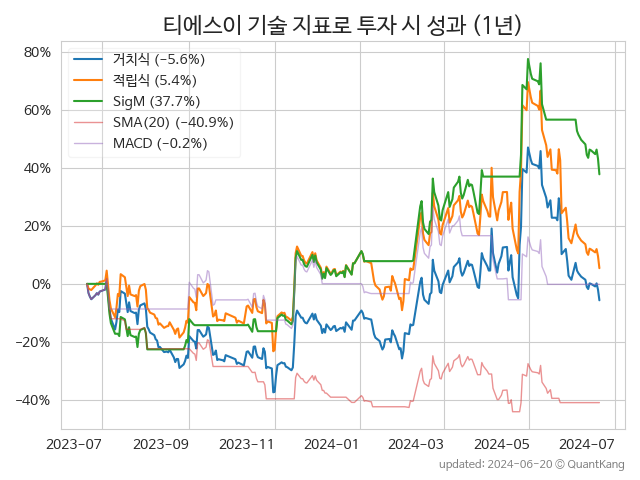 티에스이 기술 지표로 투자 시 성과 (1년)
거치식 (−5.6%)
적립식 (5.4%)
SigM (37.7%)
SMA(20) (−40.9%)
MACD (−0.2%)
80%
60%
40%
20%
0%
−20%
−40%
2023-07 2023-09 2023-11 2024-01 2024-03 2024-05 2024-07
updated: 2024-06-20 © QuantKang